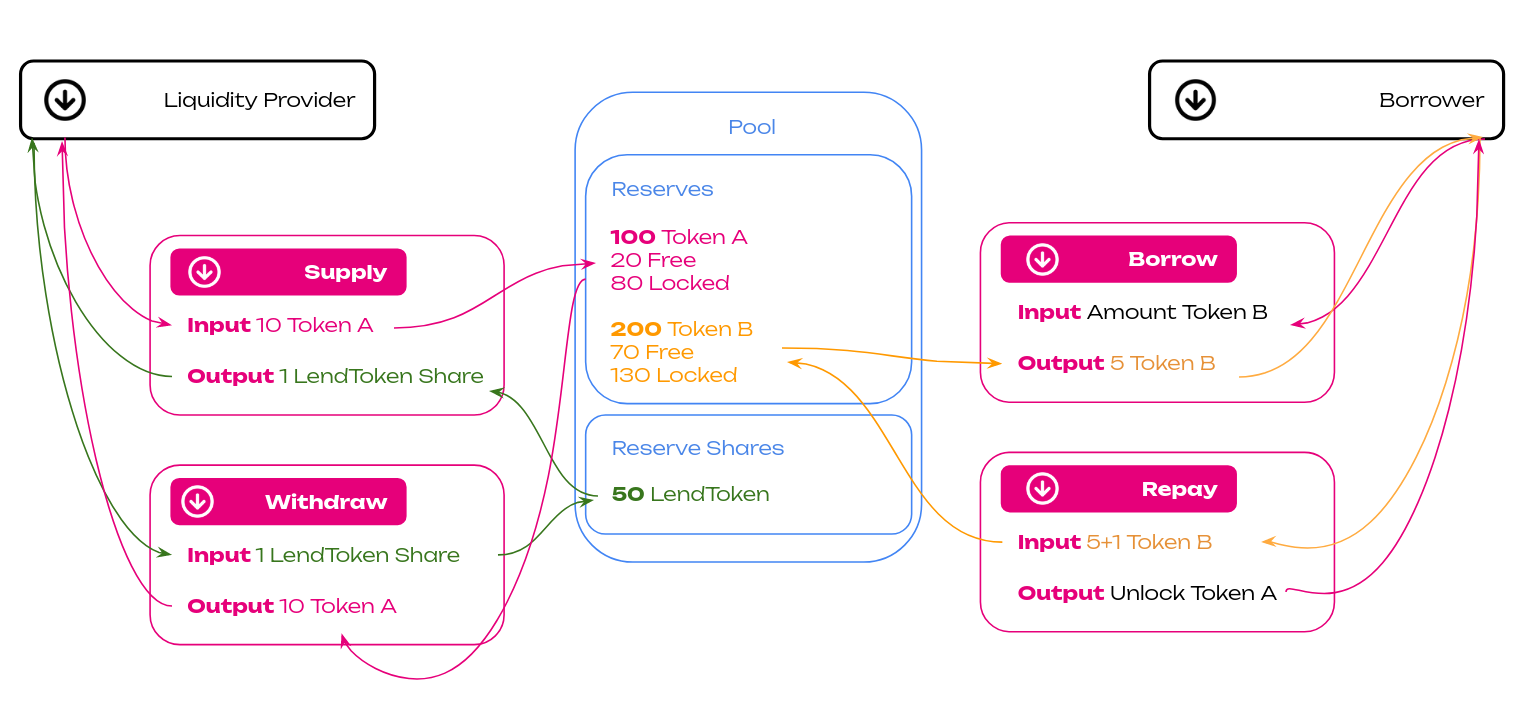 Liquidity Provider
Borrower
Supply
Input 10 Token A
Output 1 LendToken Share
Withdraw
Input 1 LendToken Share
Output 10 Token A
Pool
Reserves
100 Token A
20 Free
80 Locked
200 Token B
70 Free
130 Locked
Reserve Shares
50 LendToken
Borrow
Input Amount Token B
Output 5 Token B
Repay
Input 5+1 Token B
Output Unlock Token A